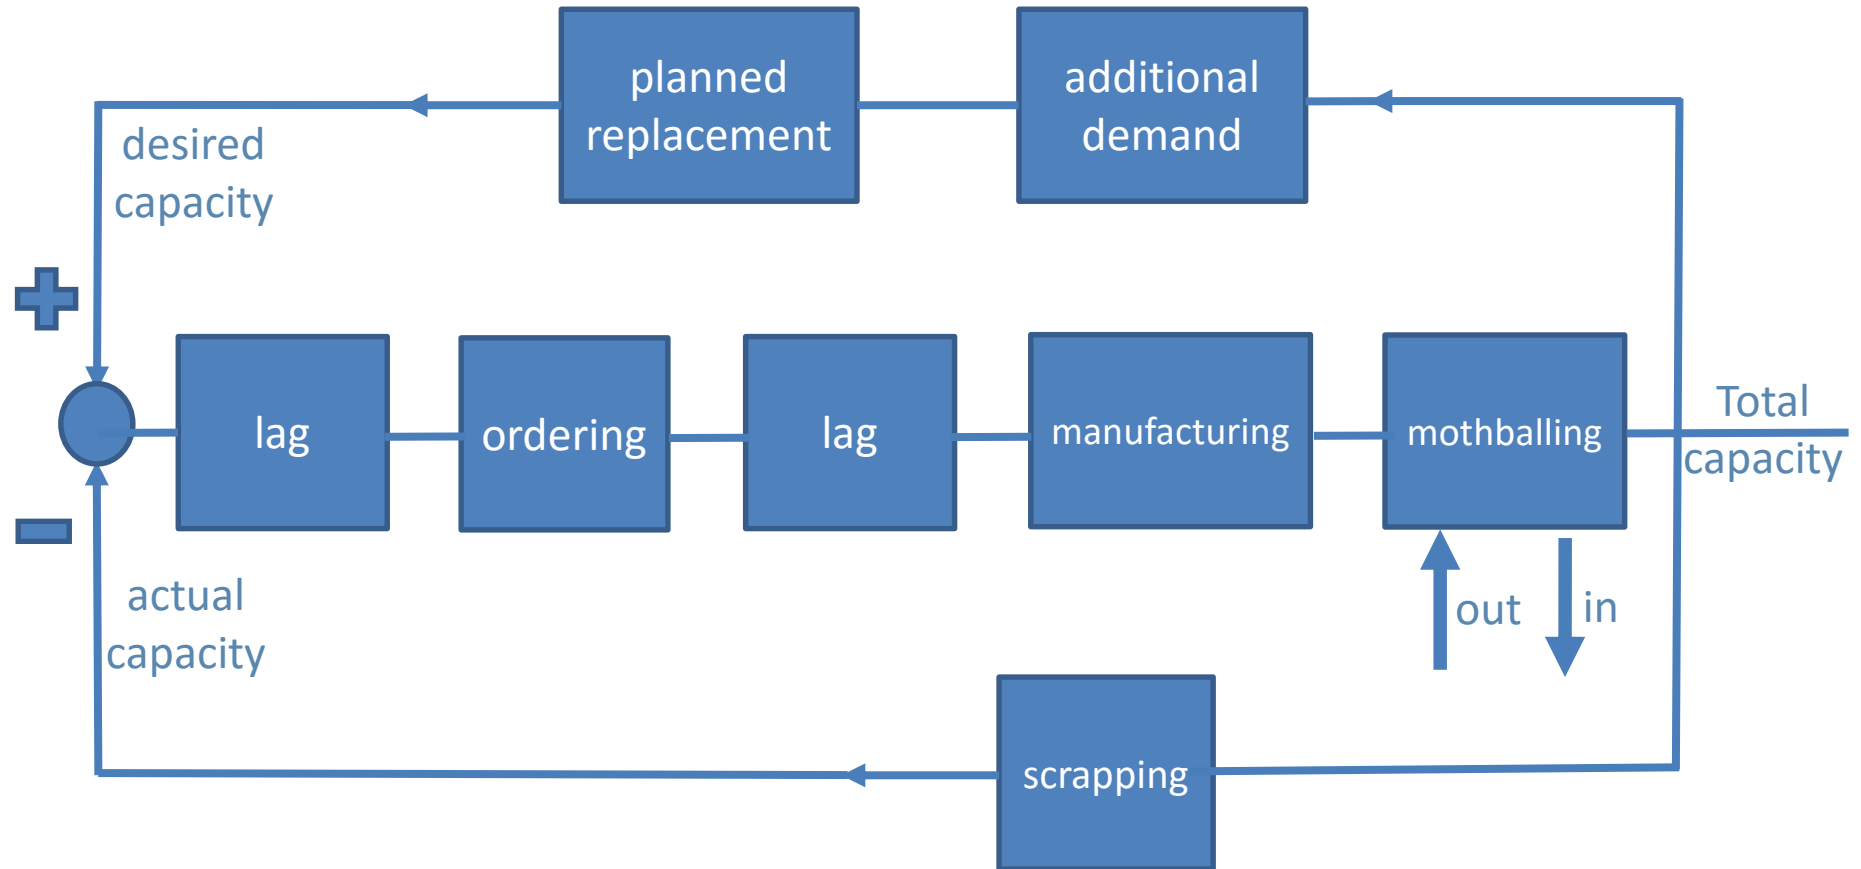 planned
replacement
additional
demand
desired
capacity
lag
ordering
lag
manufacturing
mothballing
Total
capacity
out
in
actual
capacity
scrapping